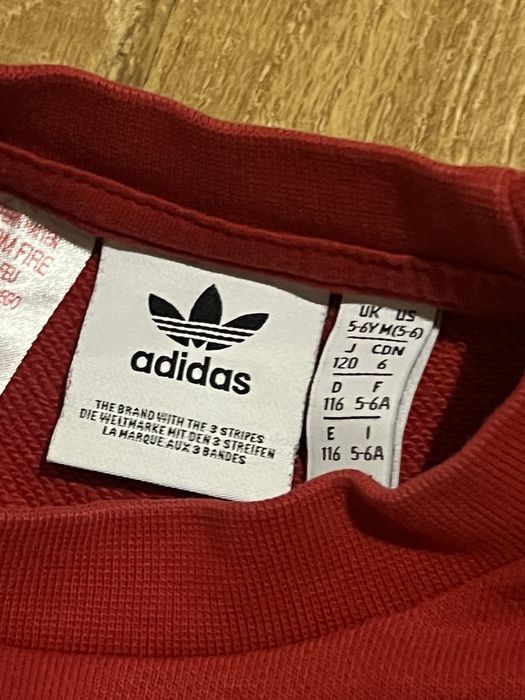 FIRE
adidas
THE BRAND WITH THE 3 STRIPES
DIE WELTMARKE MIT DEN 3 STREIFEN
LA MARQUE AUX 3 BANDES
UK US
5-6Y M(5-6)
J CDN
120 6
D F
116 5-6A
E I
116 5-6A